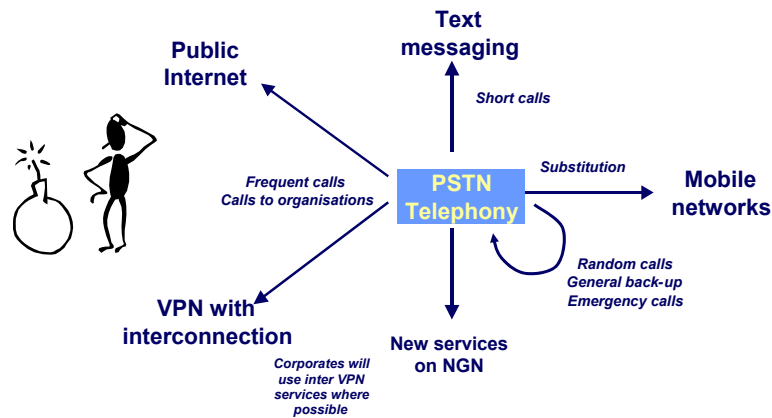 Text
messaging
Public
Internet
Short calls
Substitution
Frequent calls
Calls to organisations
PSTN
Telephony
Mobile
networks
Random calls
General back-up
Emergency calls
VPN with
interconnection
New services
on NGN
Corporates will
use inter VPN
services where
possible